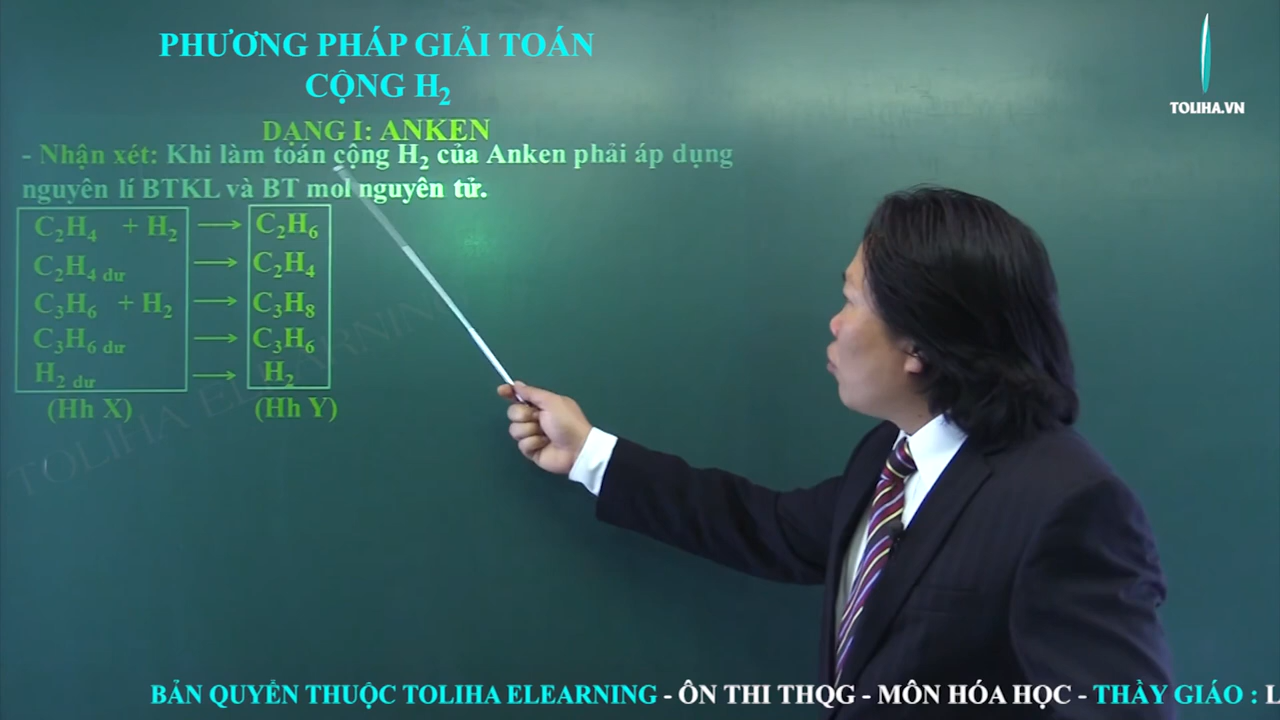 PHƯƠNG PHÁP GIẢI TOÁN
CỘNG H₂
TOLIHA.VN
DẠNG I: ANKEN
- Nhận xét: Khi làm toán cộng H₂ của Anken phải áp dụng
nguyên lí BTKL và BT mol nguyên tử.
C₂H₄ + H₂ → C₂H₆
C₂H₄ dư → C₂H₄
C₃H₆ + H₂ → C₃H₈
C₃H₆ dư → C₃H₆
H₂ dư → H₂
(Hh X) (Hh Y)
TOLIHA ELEARNING
BẢN QUYỀN THUỘC TOLIHA ELEARNING - ÔN THI THQG - MÔN HÓA HỌC - THẦY GIÁO : L